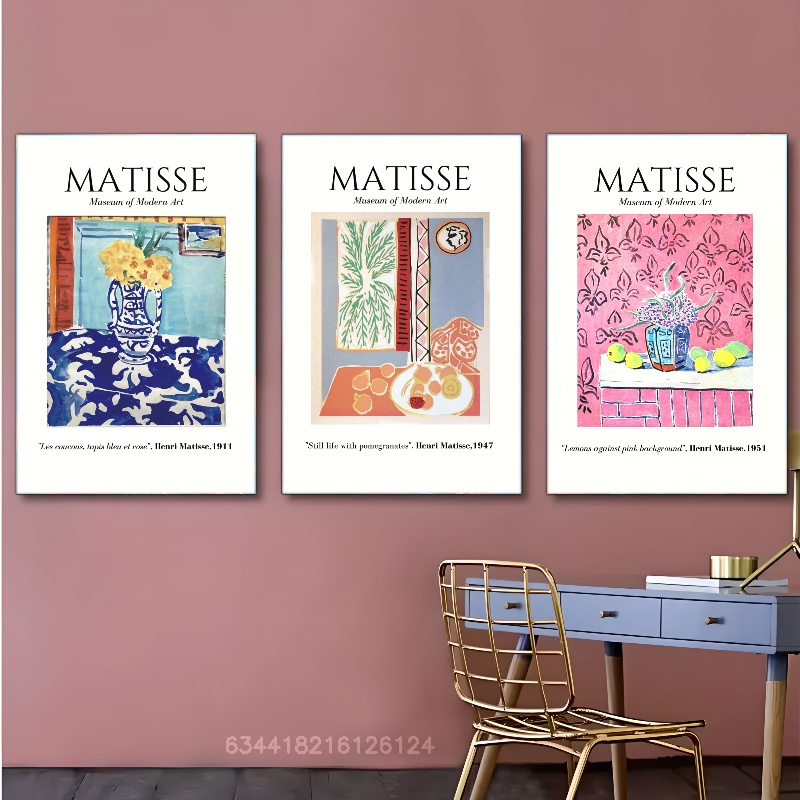 MATISSE
Museum of Modern Art
"Les coucous, tapis bleu et rose", Henri Matisse,1911
MATISSE
Museum of Modern Art
"Still life with pomegranates". Henri Matisse,1947
MATISSE
Museum of Modern Art
"Lemons against pink background", Henri Matisse,1951
634418216126124